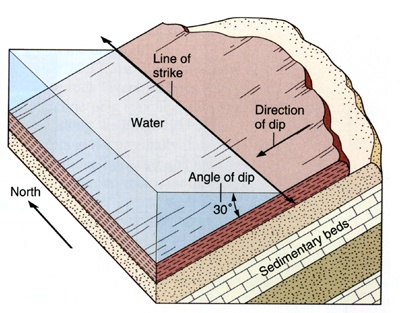 Line of
strike
Direction
of dip
Water
Angle of dip
30°
North
Sedimentary beds